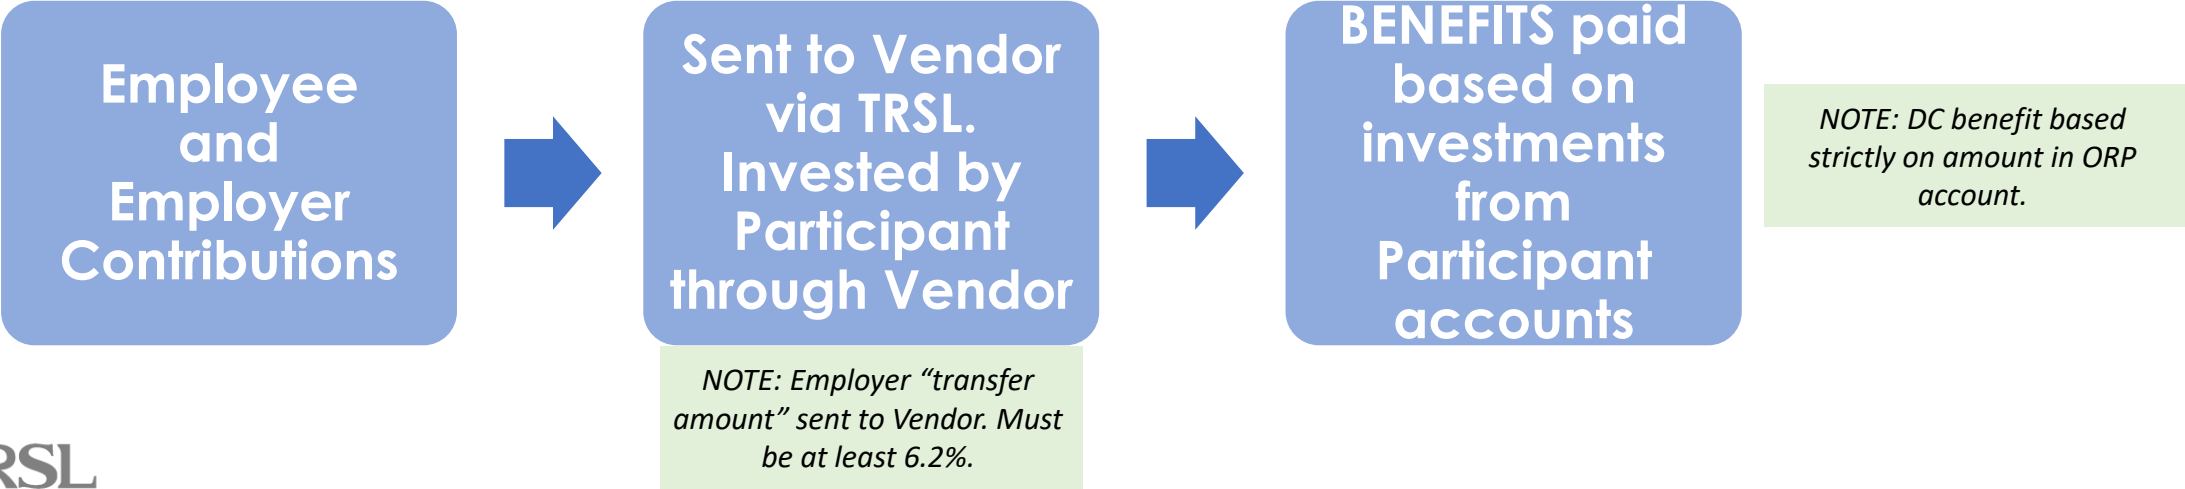 Employee
and
Employer
Contributions
Sent to Vendor
via TRSL.
Invested by
Participant
through Vendor
NOTE: Employer “transfer
amount” sent to Vendor. Must
be at least 6.2%.
BENEFITS paid
based on
investments
from
Participant
accounts
NOTE: DC benefit based
strictly on amount in ORP
account.
RSL